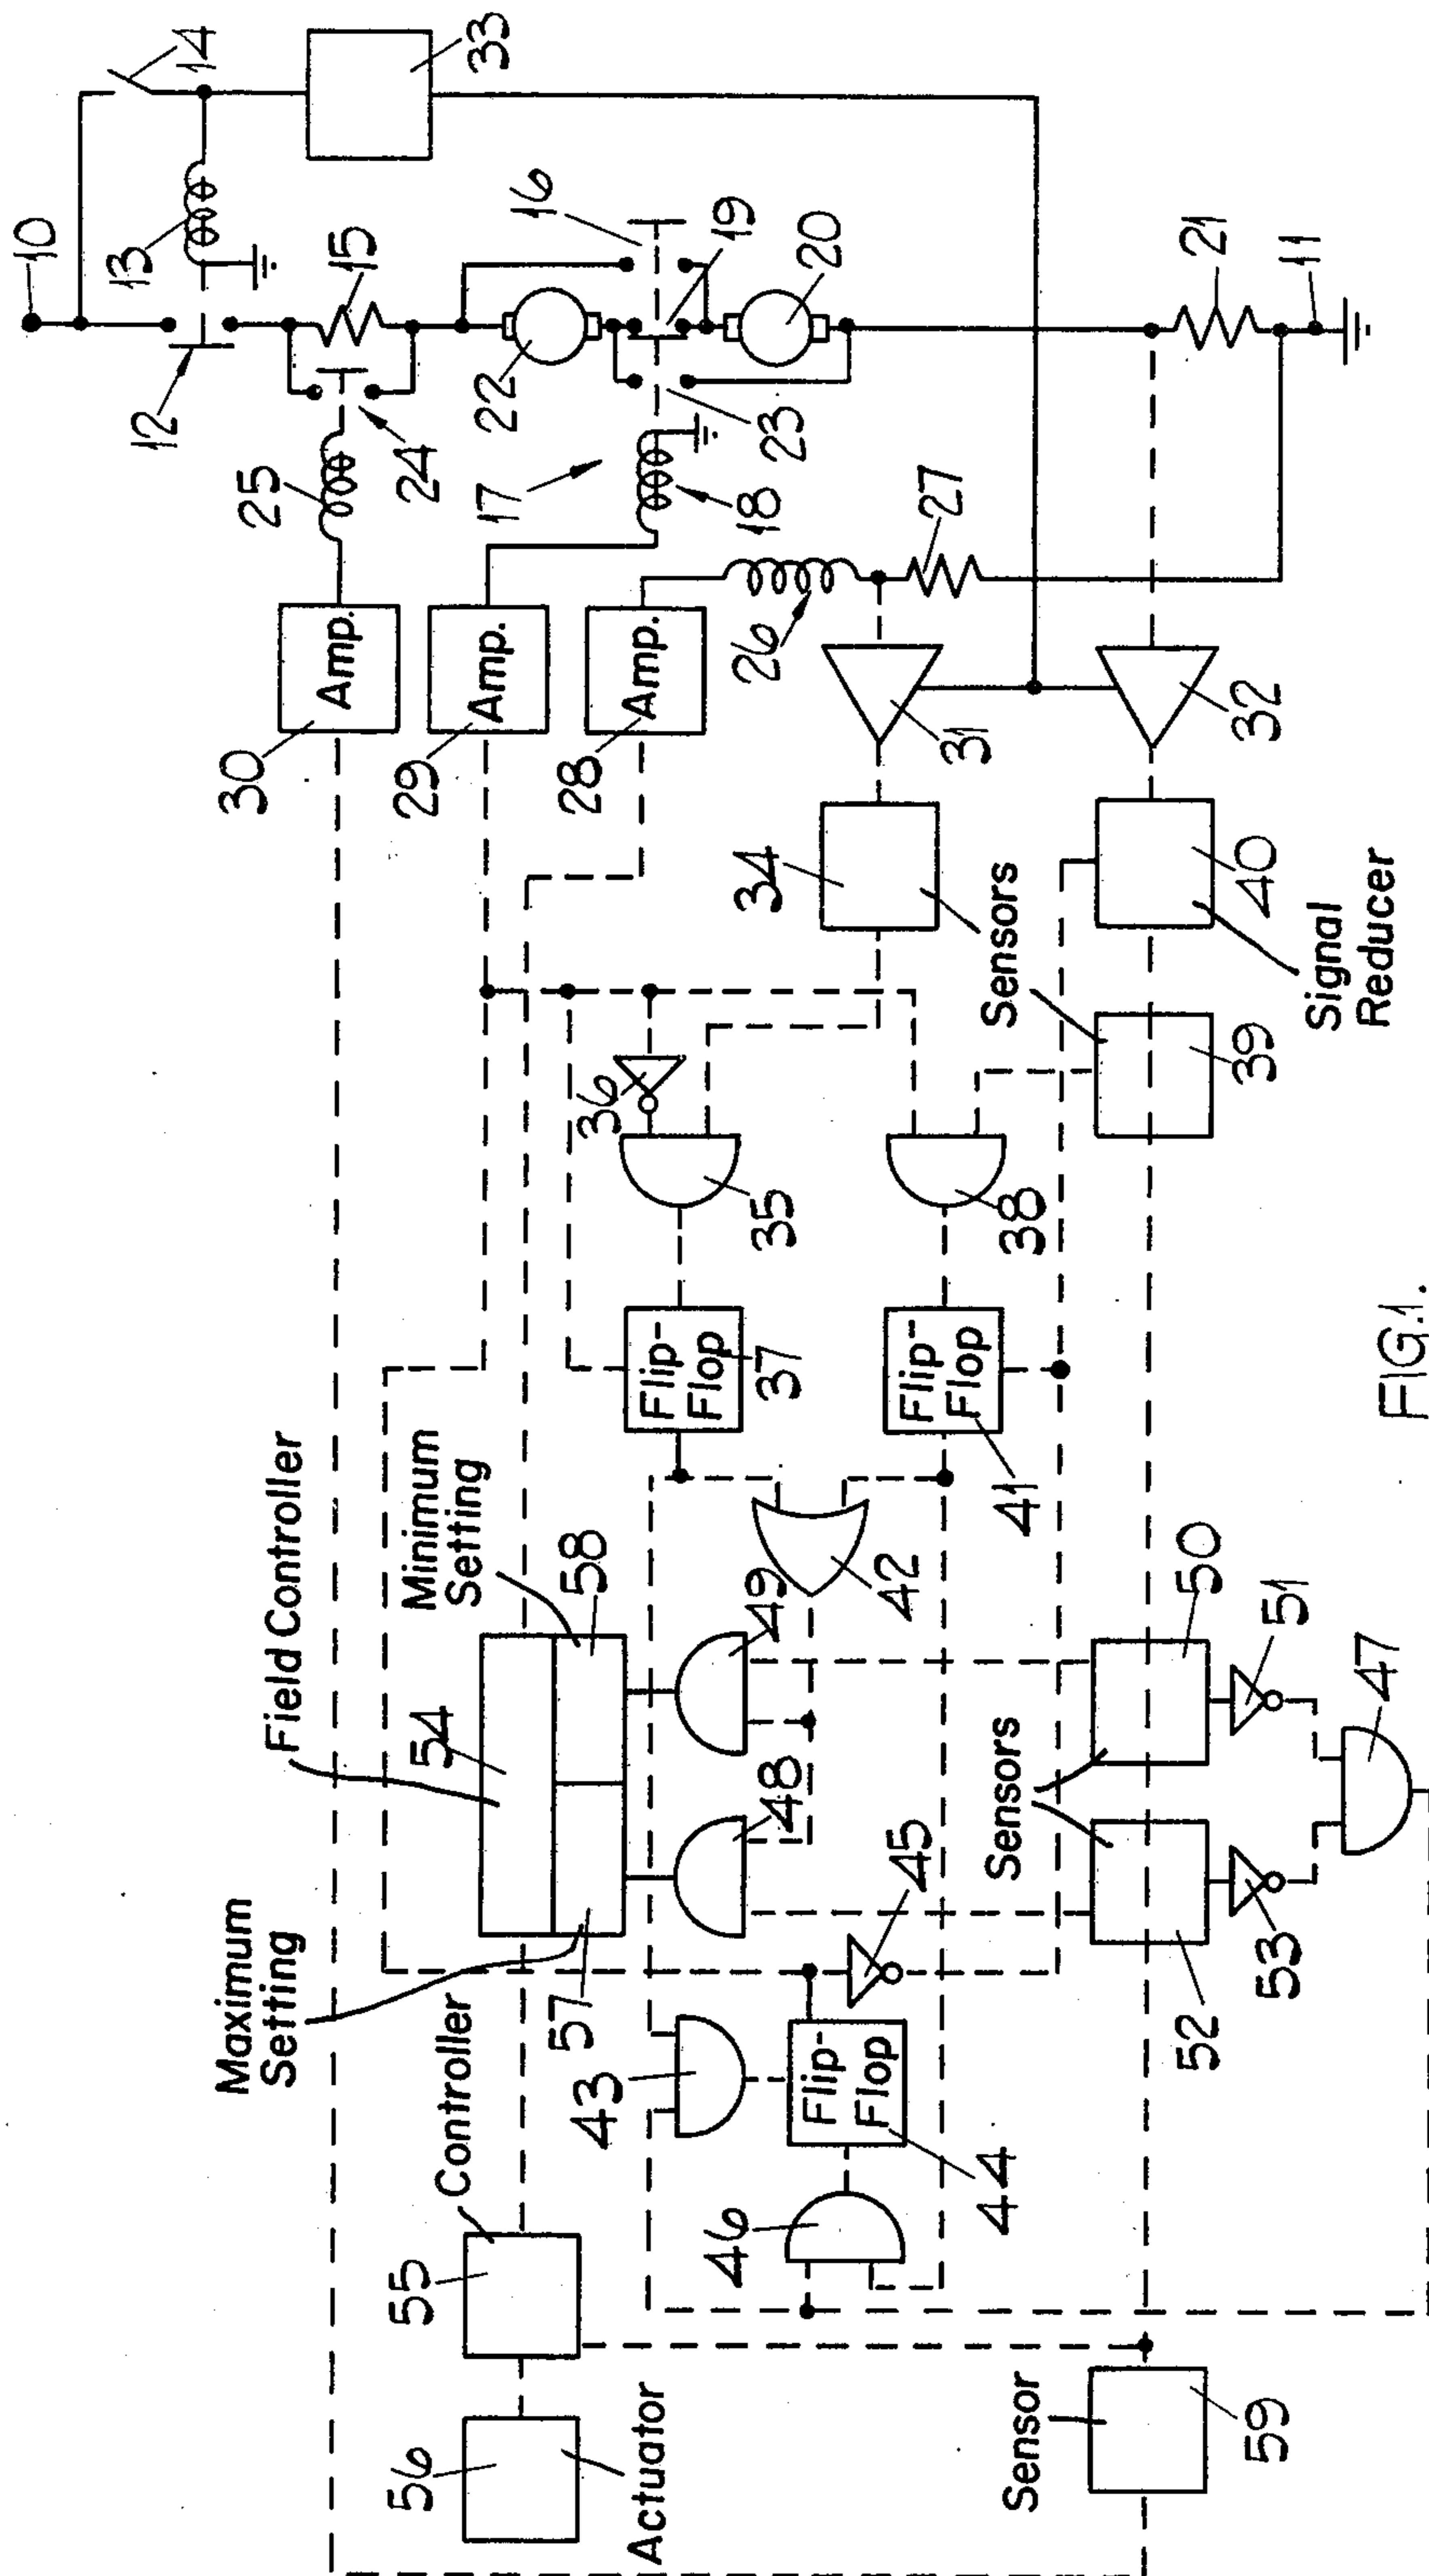 10
14
33
13
12
15
16
25
24
22
19
20
23
17
18
21
11
27
26
Amp.
30
Amp.
29
Amp.
28
31
32
34
Sensors
40
Signal
Reducer
39
36
35
38
Flip-
Flop
37
Flip-
Flop
41
42
Field Controller
54
Minimum
Setting
58
49
48
Maximum
Setting
57
Sensors
50
51
52
53
47
45
43
Flip-
Flop
44
46
Controller
55
56
Actuator
Sensor
59
FIG.1.